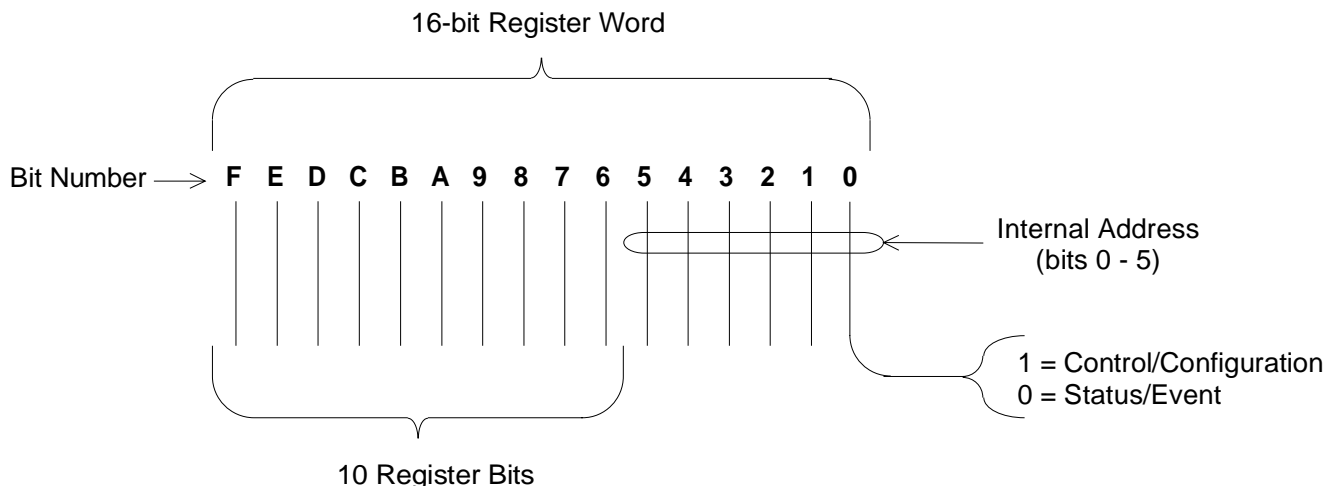 16-bit Register Word
Bit Number F E D C B A 9 8 7 6 5 4 3 2 1 0
Internal Address
(bits 0 - 5)
1 = Control/Configuration
0 = Status/Event
10 Register Bits